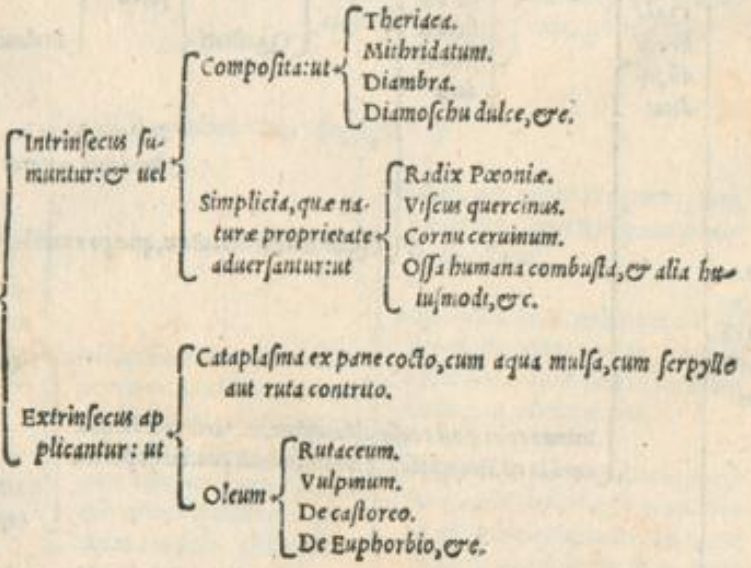 Intrinſecus ſu-
muntur: & uel
Compoſita: ut
Theriaca.
Mithridatum.
Diambra.
Diamoſchu dulce, &c.
Simplicia, quæ na-
turæ proprietate
aduerſantur: ut
Radix Pœoniæ.
Viſcus quercinus.
Cornu ceruinum.
Oſſa humana combuſta, & alia hu-
iuſmodi, &c.
Extrinſecus ap
plicantur: ut
Cataplaſma ex pane cocto, cum aqua mulſa, cum ſerpyllo
aut ruta contrito.
Oleum
Rutaceum.
Vulpinum.
De caſtoreo.
De Euphorbio, &c.